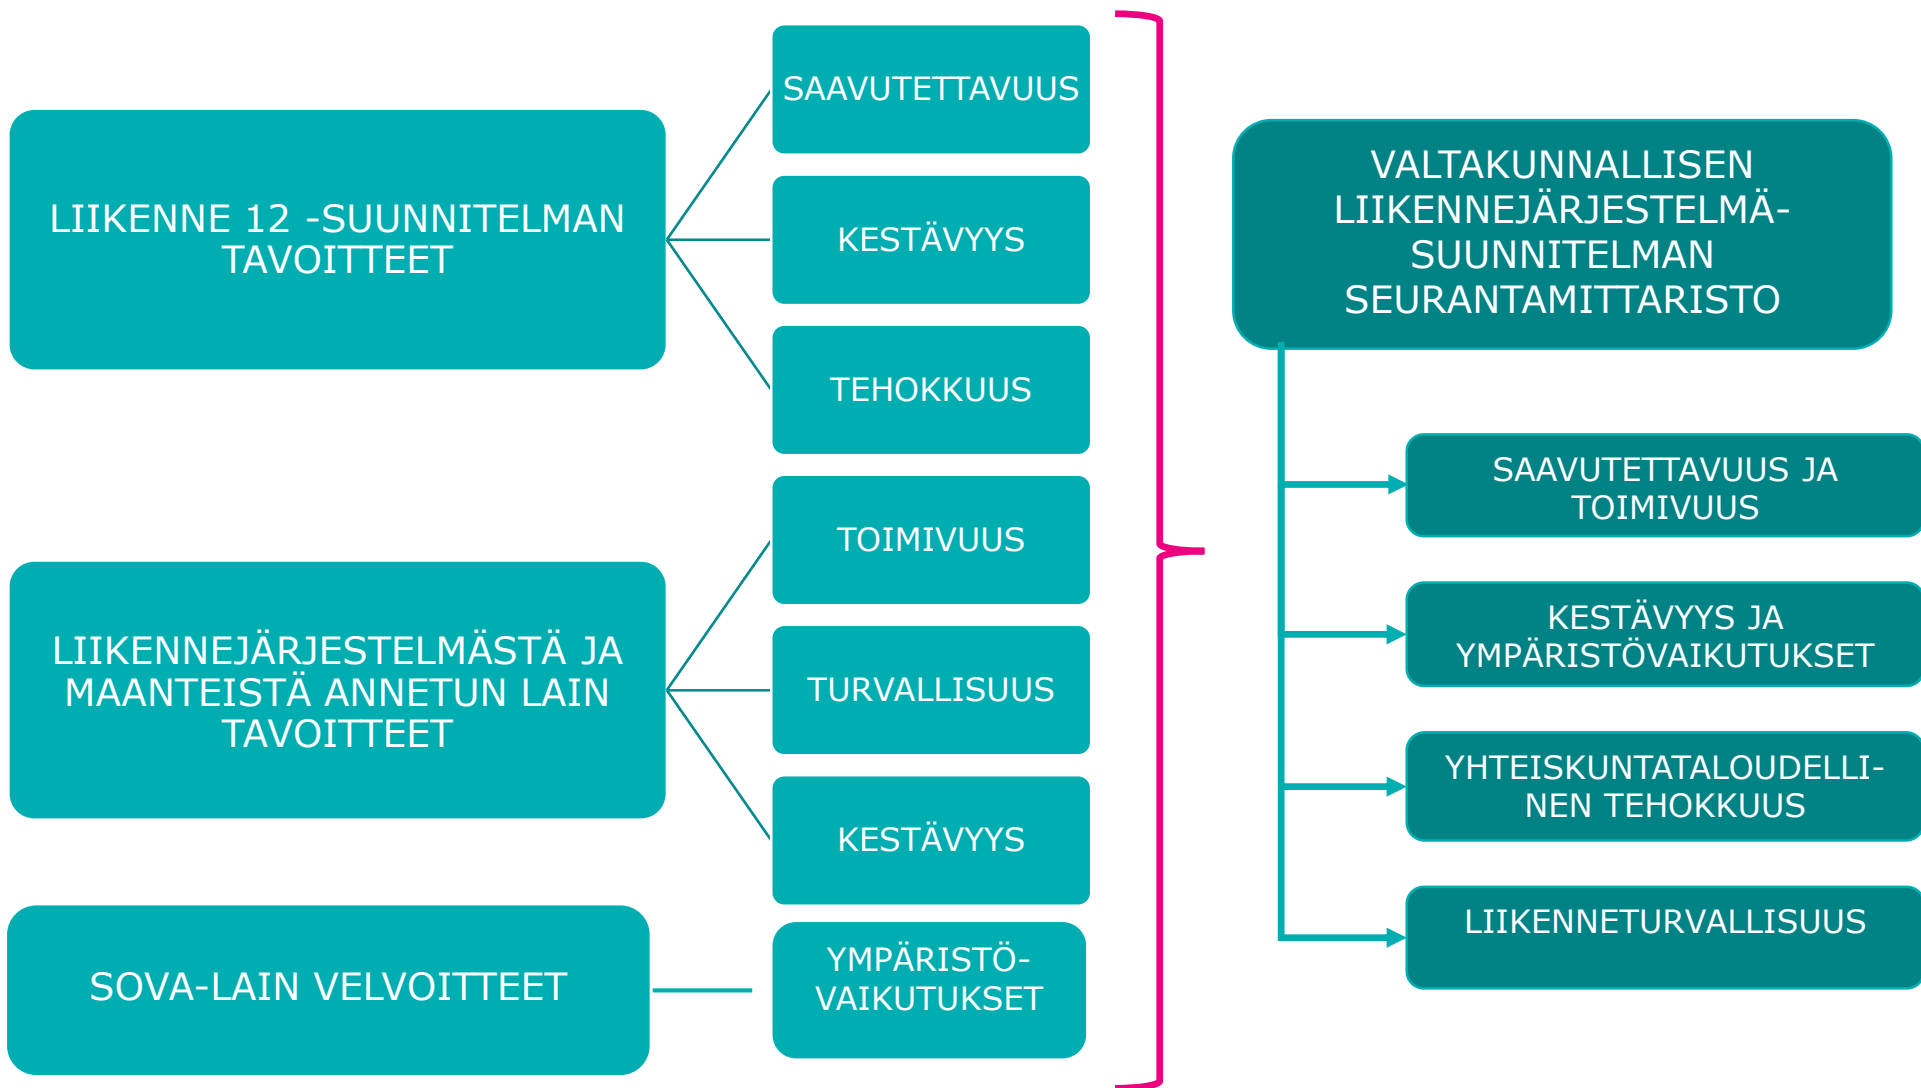 LIIKENNE 12 -SUUNNITELMAN
TAVOITTEET
SAAVUTETTAVUUS
KESTÄVYYS
TEHOKKUUS
LIIKENNEJÄRJESTELMÄSTÄ JA
MAANTEISTÄ ANNETUN LAIN
TAVOITTEET
TOIMIVUUS
TURVALLISUUS
KESTÄVYYS
SOVA-LAIN VELVOITTEET
YMPÄRISTÖ-
VAIKUTUKSET
VALTAKUNNALLISEN
LIIKENNEJÄRJESTELMÄ-
SUUNNITELMAN
SEURANTAMITTARISTO
SAAVUTETTAVUUS JA
TOIMIVUUS
KESTÄVYYS JA
YMPÄRISTÖVAIKUTUKSET
YHTEISKUNTATALOUDELLI-
NEN TEHOKKUUS
LIIKENNETURVALLISUUS